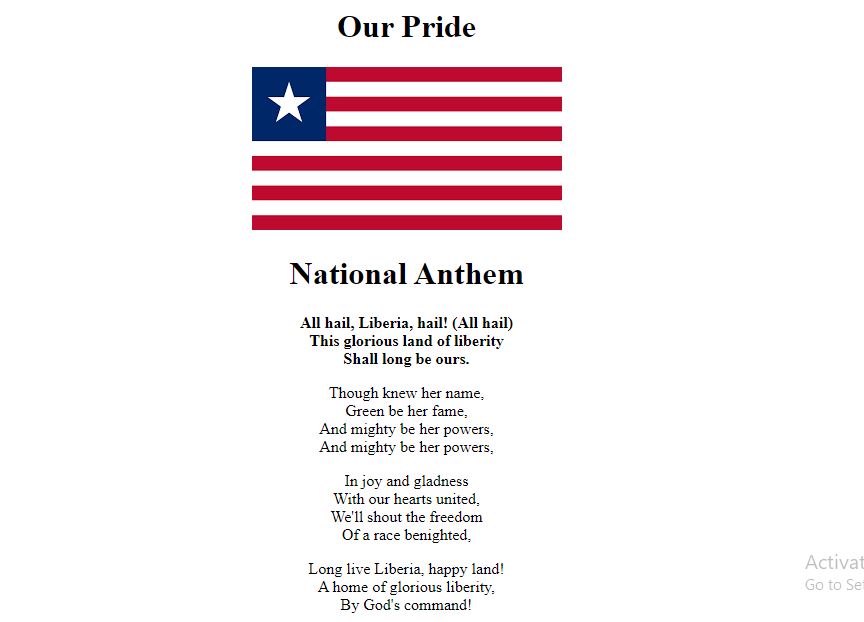 Our Pride
National Anthem
All hail, Liberia, hail! (All hail)
This glorious land of liberty
Shall long be ours.
Though knew her name,
Green be her fame,
And mighty be her powers,
And mighty be her powers,
In joy and gladness
With our hearts united,
We'll shout the freedom
Of a race benighted,
Long live Liberia, happy land!
A home of glorious liberty,
By God's command!
Activat
Go to Set